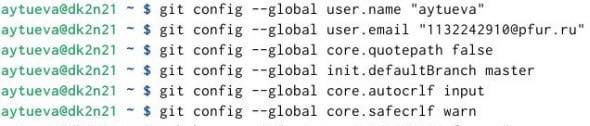 aytueva@dk2n21 ~ $ git config --global user.name "aytueva"
aytueva@dk2n21 ~ $ git config --global user.email "1132242910@pfur.ru"
aytueva@dk2n21 ~ $ git config --global core.quotepath false
aytueva@dk2n21 ~ $ git config --global init.defaultBranch master
aytueva@dk2n21 ~ $ git config --global core.autocrlf input
aytueva@dk2n21 ~ $ git config --global core.safecrlf warn